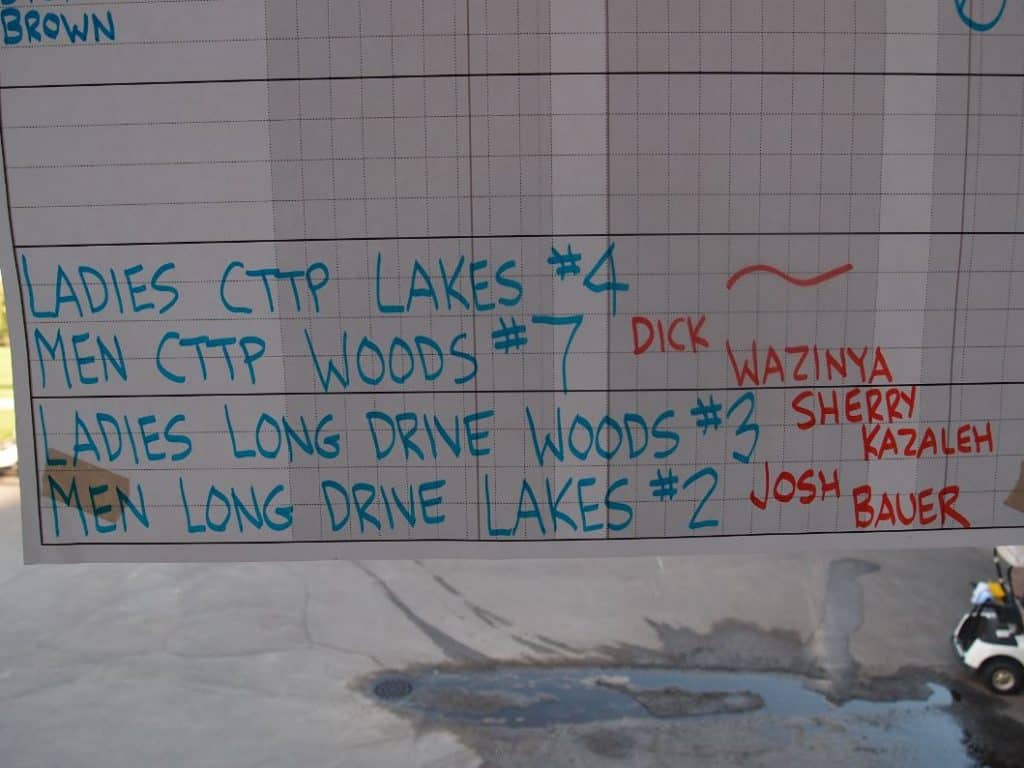 BROWN
LADIES CTTP LAKES #4 ~
MEN CTTP WOODS #7 DICK WAZINYA
LADIES LONG DRIVE WOODS #3 SHERRY KAZALEH
MEN LONG DRIVE LAKES #2 JOSH BAUER